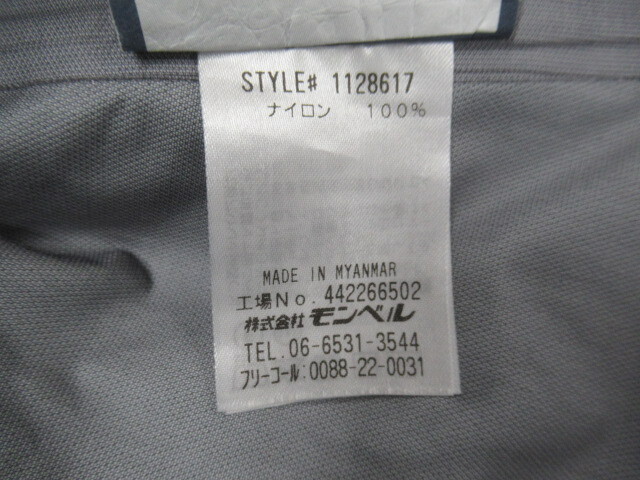 STYLE# 1128617
ナイロン 100%
MADE IN MYANMAR
工場No. 442266502
株式会社 モンベル
TEL. 06-6531-3544
フリーコール:0088-22-0031